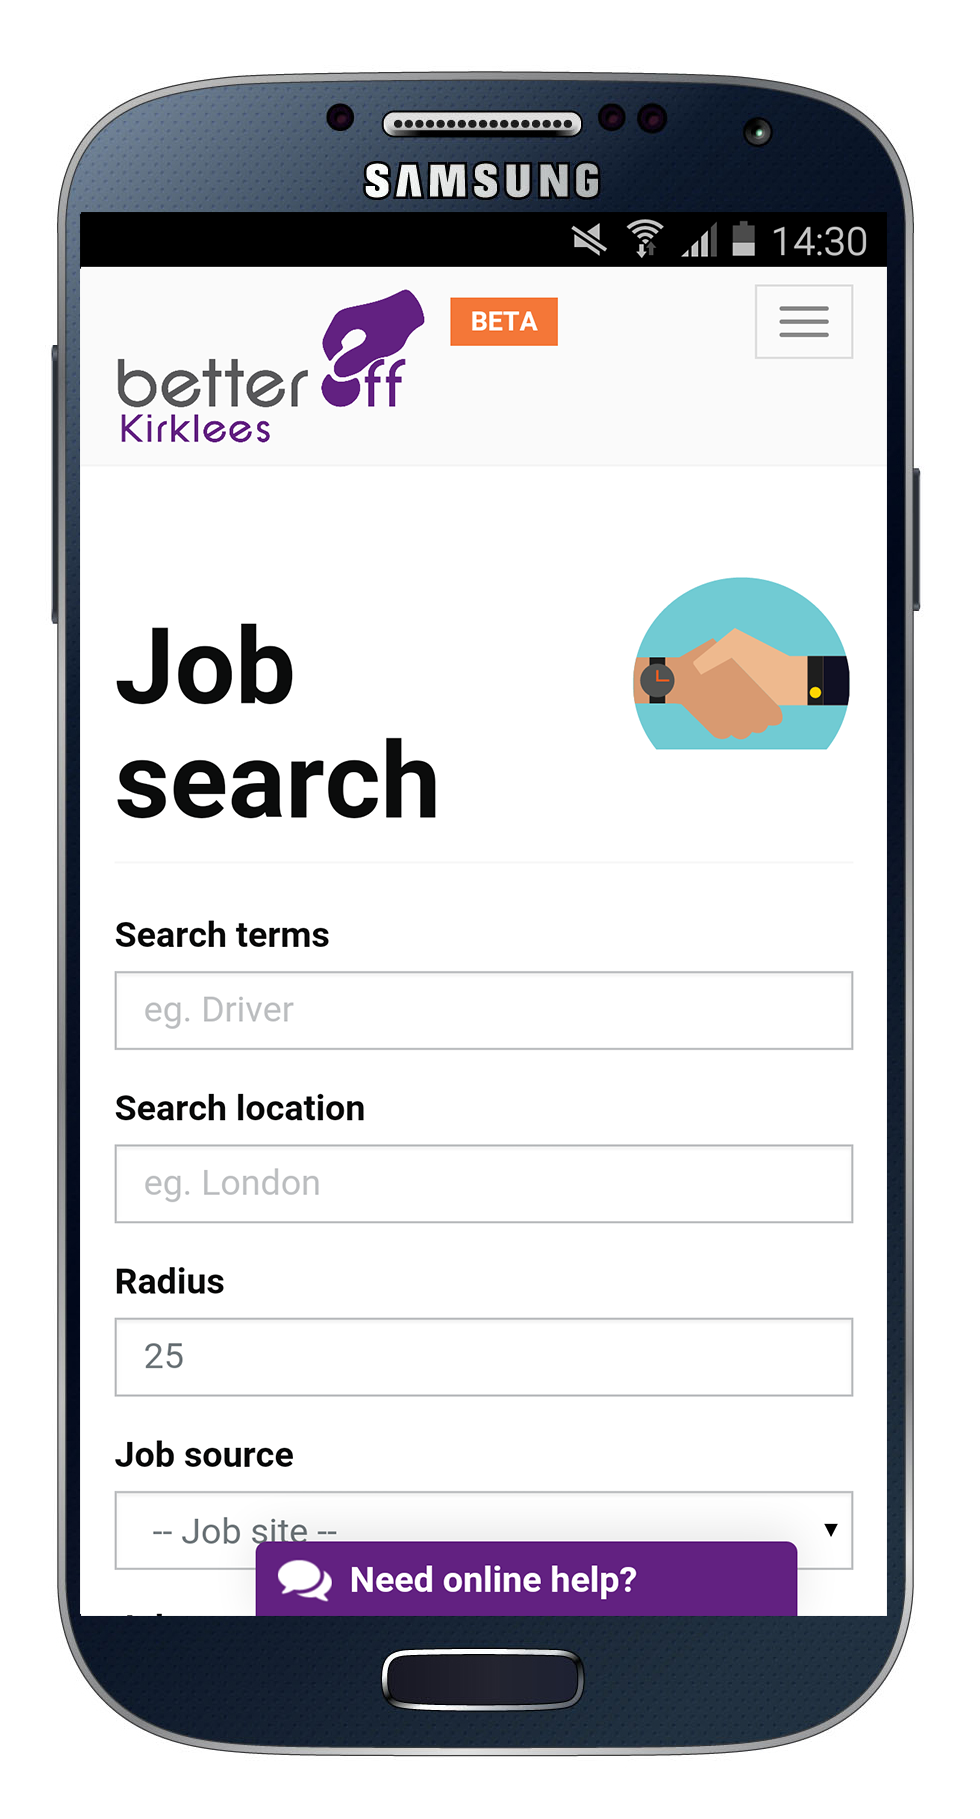 SAMSUNG
14:30
BETA
better off
Kirklees
Job
search
Search terms
eg. Driver
Search location
eg. London
Radius
25
Job source
-- Job site --
Need online help?